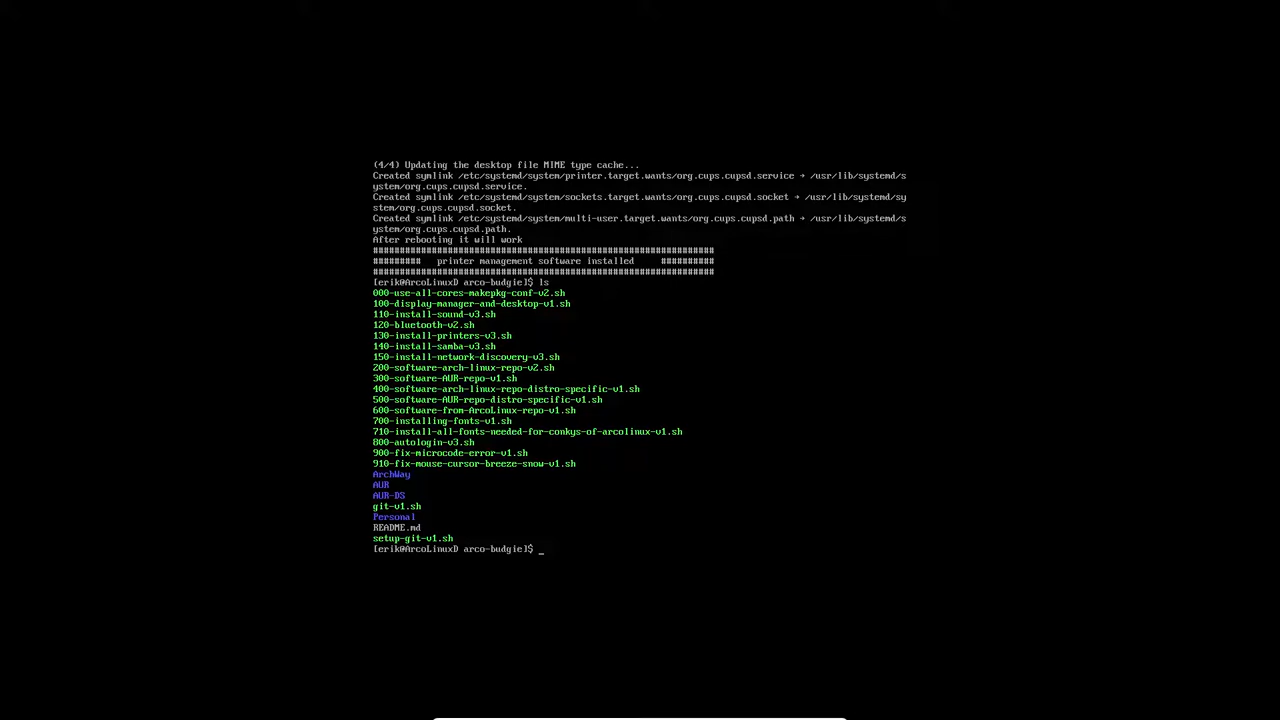 (4/4) Updating the desktop file MIME type cache...
Created symlink /etc/systemd/system/printer.target.wants/org.cups.cupsd.service → /usr/lib/systemd/s
ystem/org.cups.cupsd.service.
Created symlink /etc/systemd/system/sockets.target.wants/org.cups.cupsd.socket → /usr/lib/systemd/sy
stem/org.cups.cupsd.socket.
Created symlink /etc/systemd/system/multi-user.target.wants/org.cups.cupsd.path → /usr/lib/systemd/s
ystem/org.cups.cupsd.path.
After rebooting it will work
################################################################
#########   printer management software installed     ##########
################################################################
[erik@ArcoLinuxD arco-budgie]$ ls
000-use-all-cores-makepkg-conf-v2.sh
100-display-manager-and-desktop-v1.sh
110-install-sound-v3.sh
120-bluetooth-v2.sh
130-install-printers-v3.sh
140-install-samba-v3.sh
150-install-network-discovery-v3.sh
200-software-arch-linux-repo-v2.sh
300-software-AUR-repo-v1.sh
400-software-arch-linux-repo-distro-specific-v1.sh
500-software-AUR-repo-distro-specific-v1.sh
600-software-from-ArcoLinux-repo-v1.sh
700-installing-fonts-v1.sh
710-install-all-fonts-needed-for-conkys-of-arcolinux-v1.sh
800-autologin-v3.sh
900-fix-microcode-error-v1.sh
910-fix-mouse-cursor-breeze-snow-v1.sh
ArchWay
AUR
AUR-DS
git-v1.sh
Personal
README.md
setup-git-v1.sh
[erik@ArcoLinuxD arco-budgie]$ _